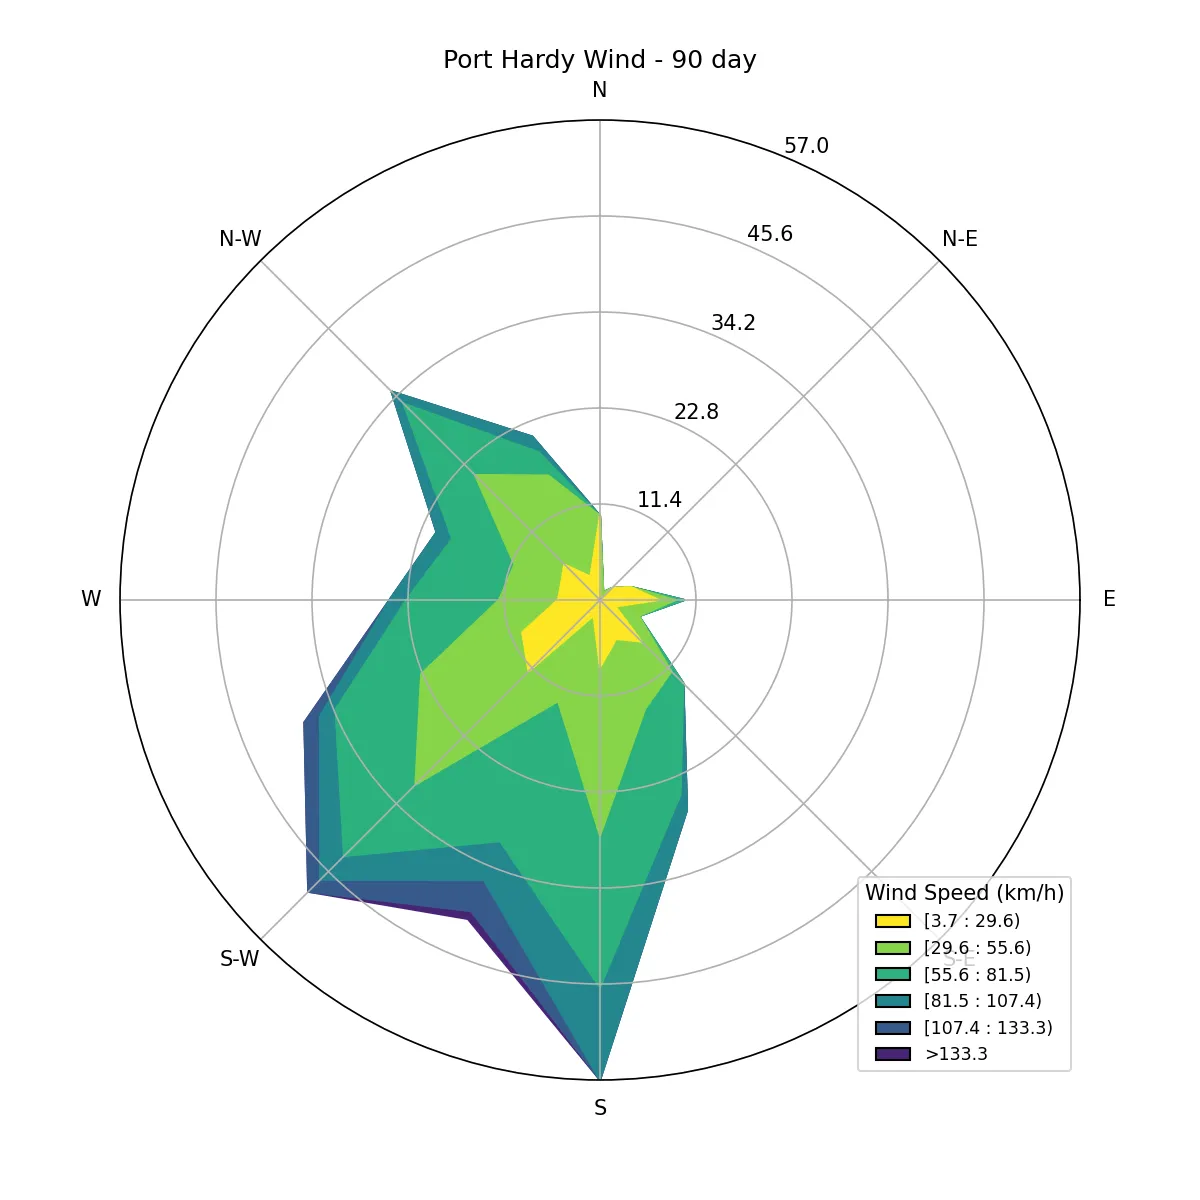 Port Hardy Wind - 90 day
N
57.0
N-W
45.6
N-E
34.2
22.8
11.4
W
E
S-W
S-E
Wind Speed (km/h)
[3.7 : 29.6)
[29.6 : 55.6)
[55.6 : 81.5)
[81.5 : 107.4)
[107.4 : 133.3)
>133.3
S